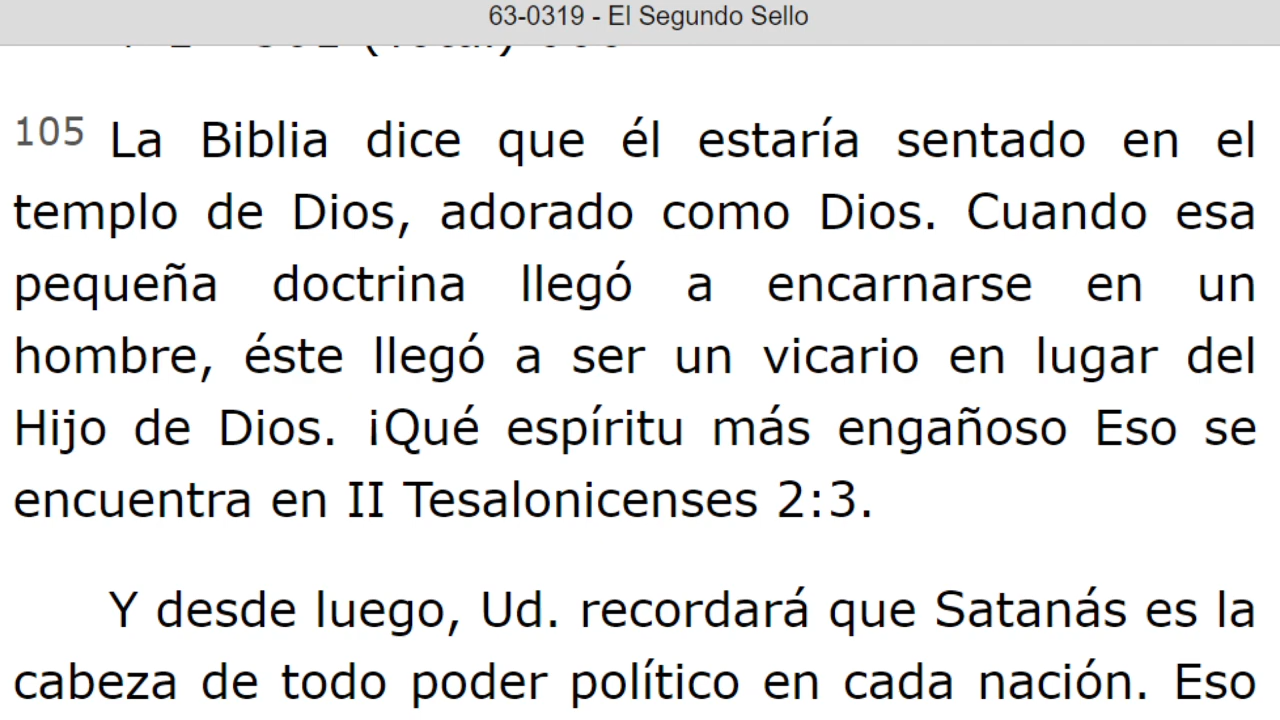 63-0319 - El Segundo Sello
105 La Biblia dice que él estaría sentado en el
templo de Dios, adorado como Dios. Cuando esa
pequeña doctrina llegó a encarnarse en un
hombre, éste llegó a ser un vicario en lugar del
Hijo de Dios. ¡Qué espíritu más engañoso Eso se
encuentra en II Tesalonicenses 2:3.
Y desde luego, Ud. recordará que Satanás es la
cabeza de todo poder político en cada nación. Eso